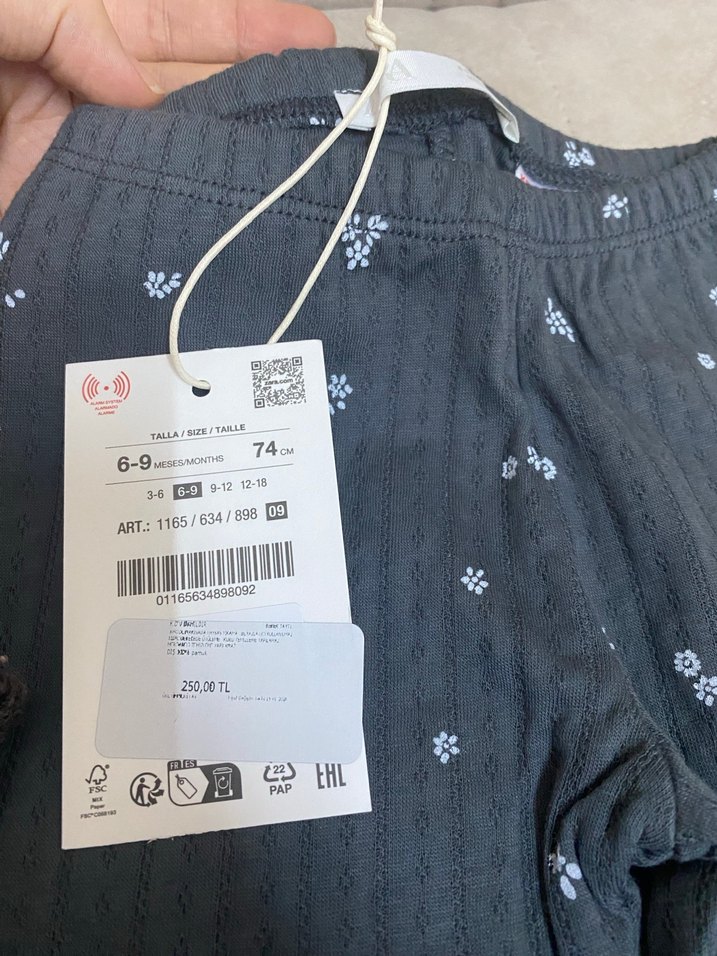 A
zara.com
ALARM SYSTEM
ALARMADO
ALARME
TALLA / SIZE / TAILLE
6-9 MESES/MONTHS 74 CM
3-6 6-9 9-12 12-18
ART.: 1165 / 634 / 898 09
01165634898092
DIŞ pamuk
250,00 TL
FR ES
FSC
MIX
Paper
22
PAP
EAC